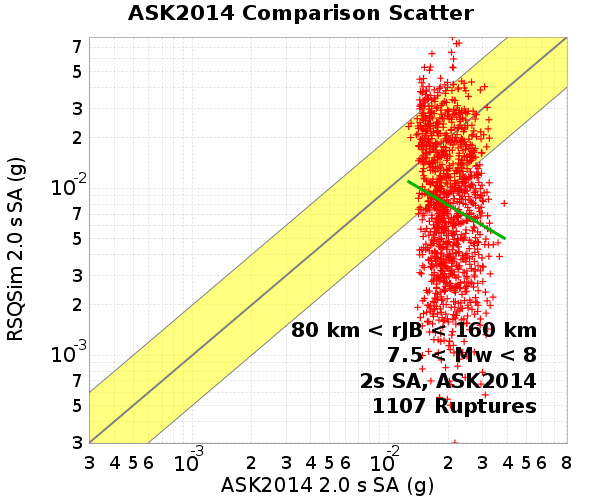 ASK2014 Comparison Scatter
7
5
3
2
10-2
7
5
3
2
10-3
7
5
3
RSQSim 2.0 s SA (g)
80 km < rJB < 160 km
7.5 < Mw < 8
2s SA, ASK2014
1107 Ruptures
3 4 5 6 10-3 2 3 4 5 6 10-2 2 3 4 5 6 8
ASK2014 2.0 s SA (g)